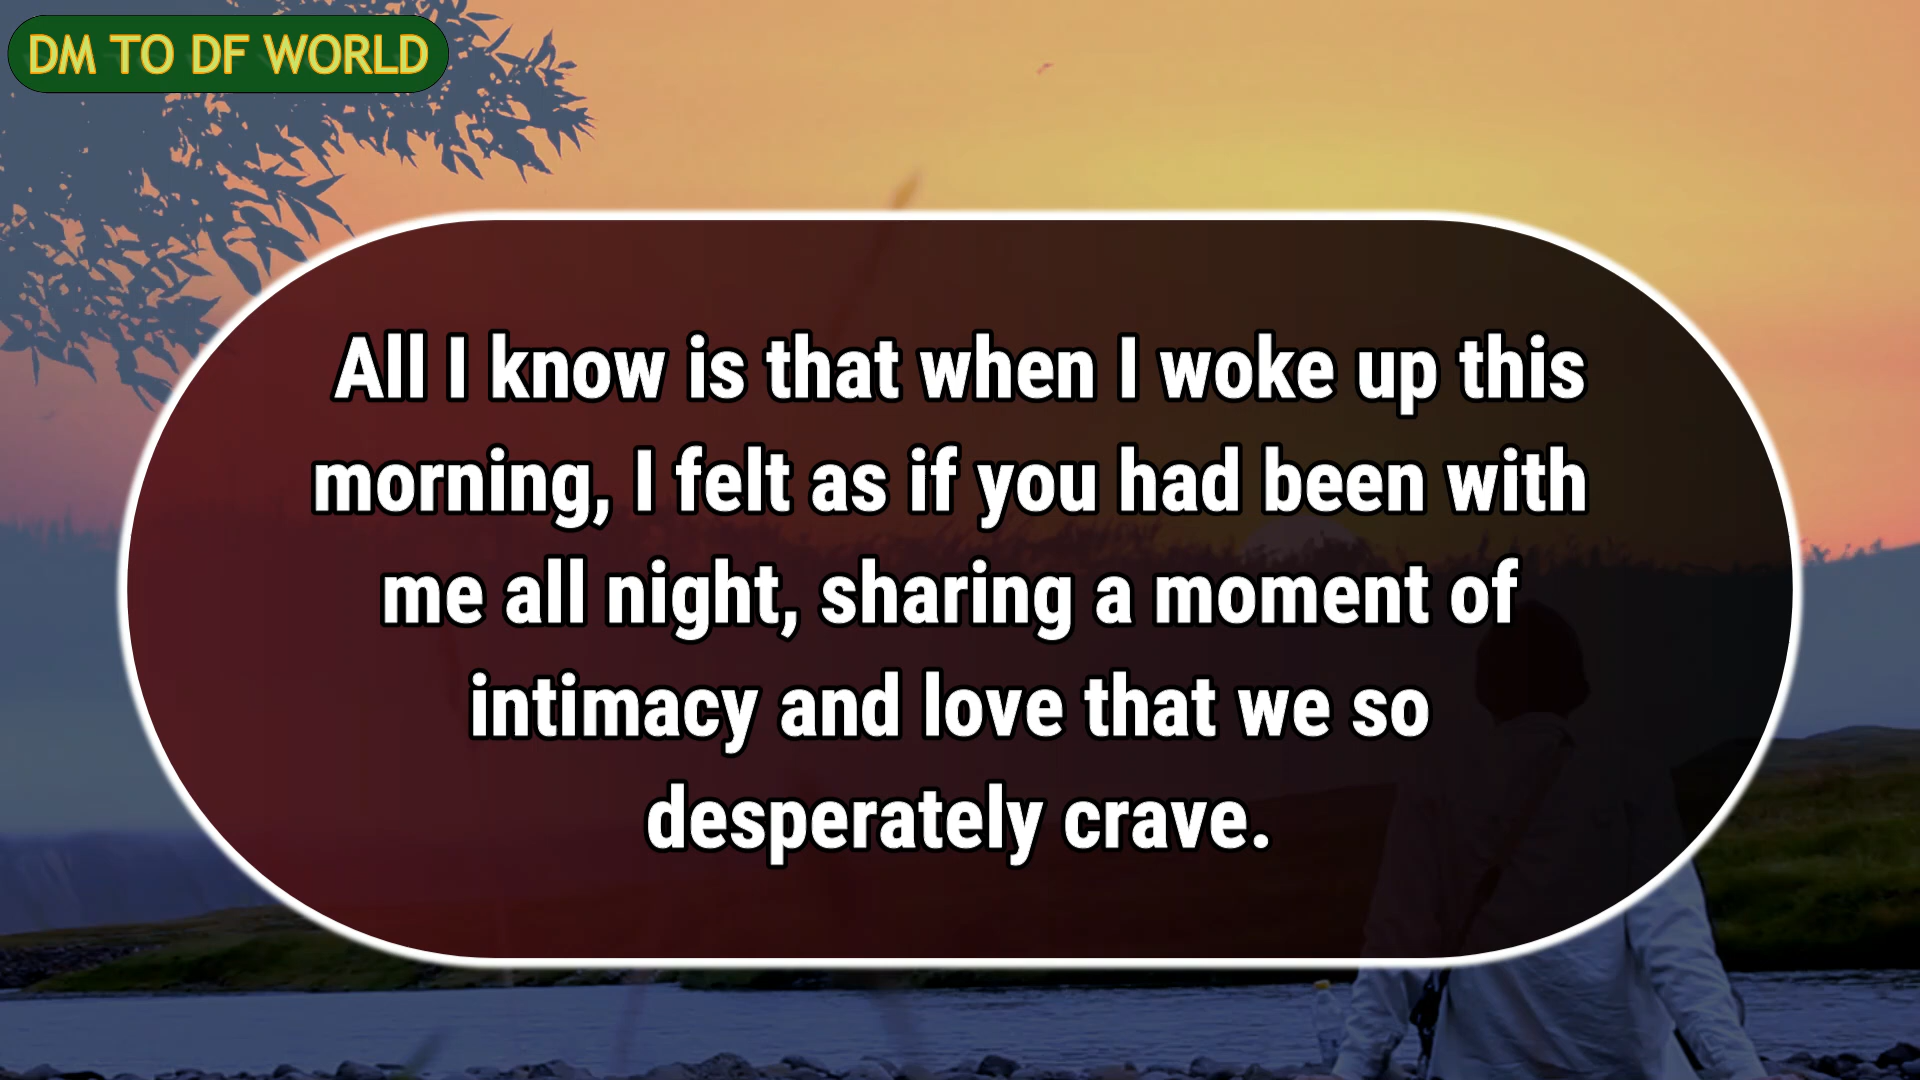 DM TO DF WORLD
All I know is that when I woke up this
morning, I felt as if you had been with
me all night, sharing a moment of
intimacy and love that we so
desperately crave.